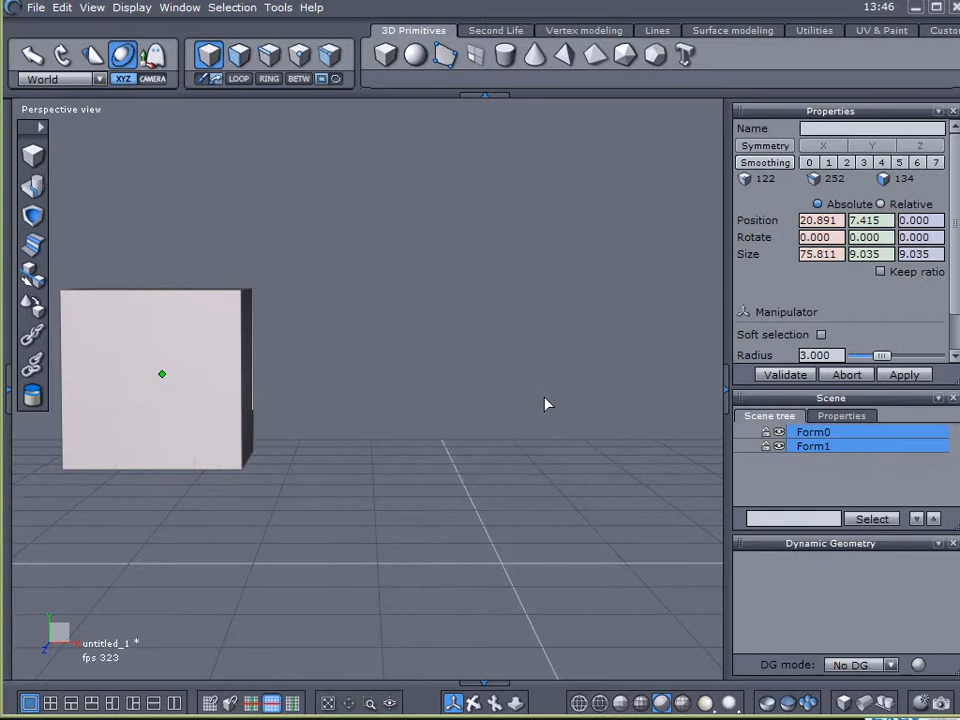 File Edit View Display Window Selection Tools Help 13:46
3D Primitives Second Life Vertex modeling Lines Surface modeling Utilities UV & Paint Custo
World XYZ CAMERA LOOP RING BETW
Perspective view
Properties
Name
Symmetry X Y Z
Smoothing 0 1 2 3 4 5 6 7
122 252 134
Absolute Relative
Position 20.891 7.415 0.000
Rotate 0.000 0.000 0.000
Size 75.811 9.035 9.035
Keep ratio
Manipulator
Soft selection
Radius 3.000
Validate Abort Apply
Scene
Scene tree Properties
Form0
Form1
Select
Dynamic Geometry
Y
X
Z
untitled_1 *
fps 323
DG mode: No DG